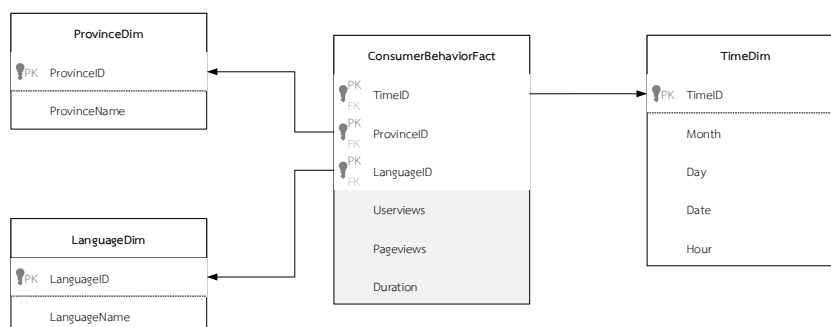 ProvinceDim
PK ProvinceID
ProvinceName
ConsumerBehaviorFact
PK
FK
TimeID
PK
FK
ProvinceID
PK
FK
LanguageID
Userviews
Pageviews
Duration
TimeDim
PK TimeID
Month
Day
Date
Hour
LanguageDim
PK LanguageID
LanguageName